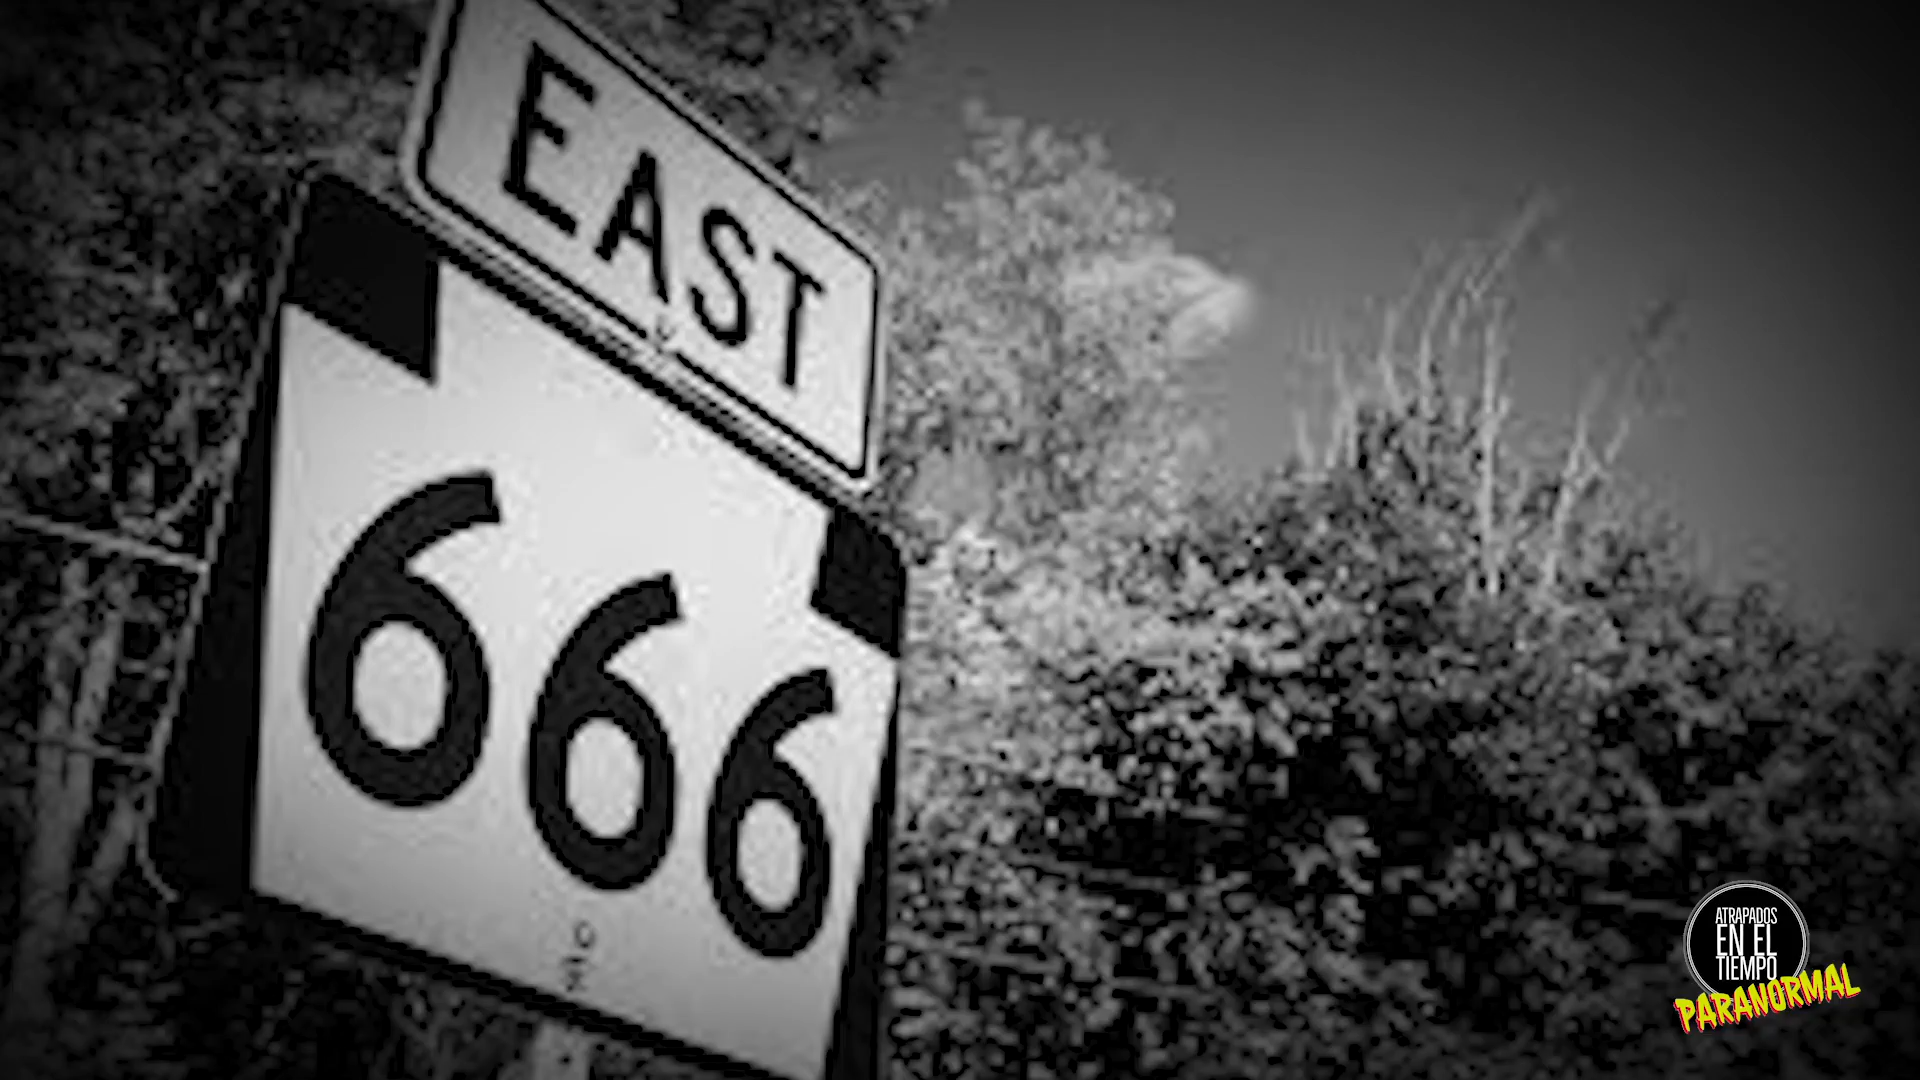 EAST
666
ATRAPADOS
EN EL
TIEMPO
PARANORMAL